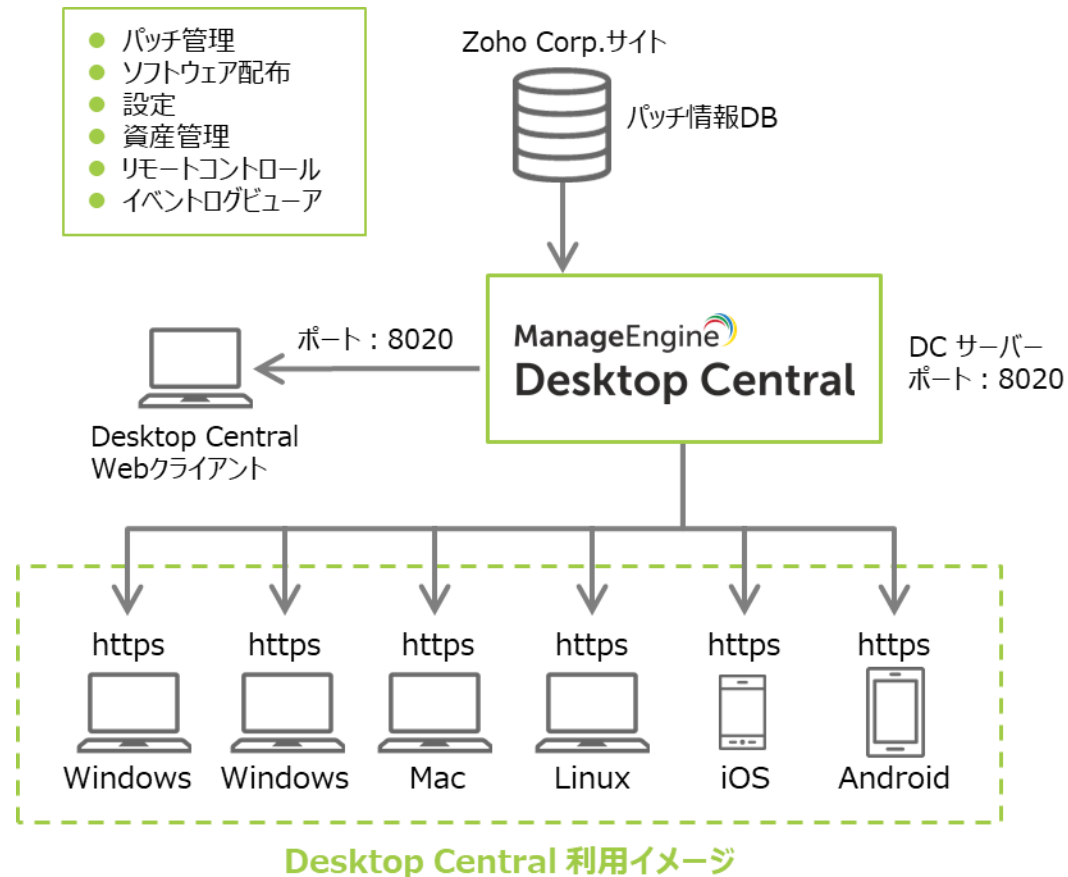 パッチ管理
ソフトウェア配布
設定
資産管理
リモートコントロール
イベントログビューア
Zoho Corp.サイト
パッチ情報DB
ManageEngine
Desktop Central
DC サーバー
ポート：8020
ポート：8020
Desktop Central
Webクライアント
https https https https https https
Windows Windows Mac Linux iOS Android
Desktop Central 利用イメージ